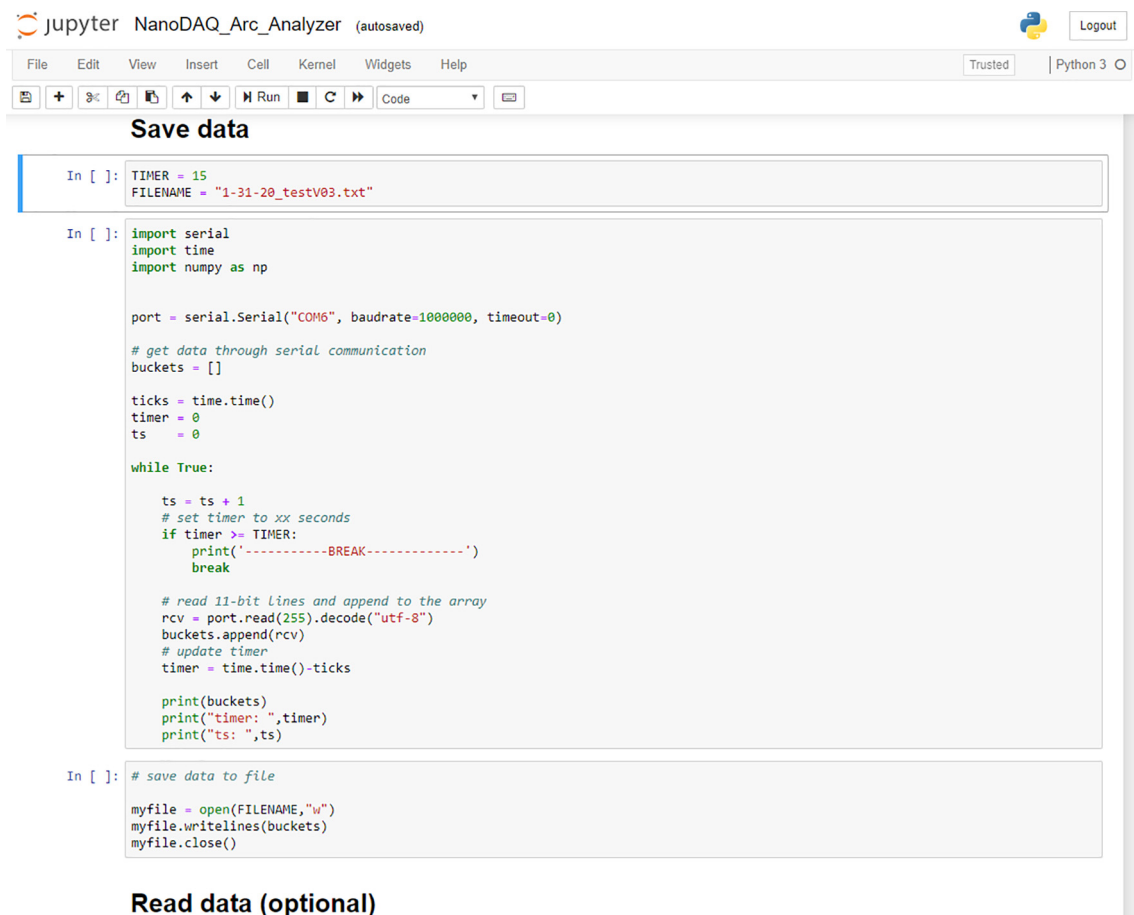 jupyter NanoDAQ_Arc_Analyzer (autosaved) Logout
File Edit View Insert Cell Kernel Widgets Help Trusted Python 3
Run Code
Save data
In [ ]: TIMER = 15
FILENAME = "1-31-20_testV03.txt"
In [ ]: import serial
import time
import numpy as np
port = serial.Serial("COM6", baudrate=1000000, timeout=0)
# get data through serial communication
buckets = []
ticks = time.time()
timer = 0
ts    = 0
while True:
    ts = ts + 1
    # set timer to xx seconds
    if timer >= TIMER:
        print('-----------BREAK-------------')
        break
    # read 11-bit lines and append to the array
    rcv = port.read(255).decode("utf-8")
    buckets.append(rcv)
    # update timer
    timer = time.time()-ticks
    print(buckets)
    print("timer: ",timer)
    print("ts: ",ts)
In [ ]: # save data to file
myfile = open(FILENAME,"w")
myfile.writelines(buckets)
myfile.close()
Read data (optional)